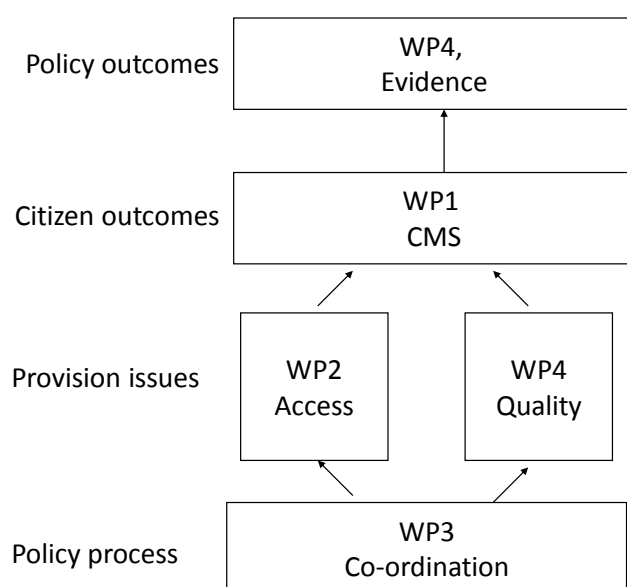 Policy outcomes
WP4,
Evidence
Citizen outcomes
WP1
CMS
Provision issues
WP2
Access
WP4
Quality
Policy process
WP3
Co-ordination